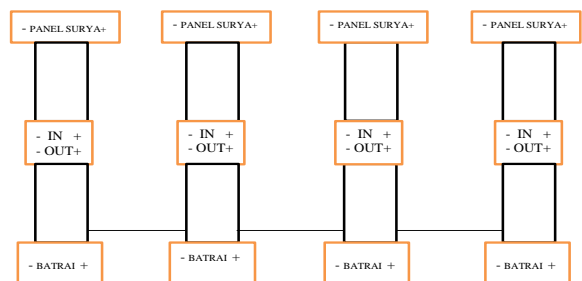 - PANEL SURYA+
- PANEL SURYA+
- PANEL SURYA+
- PANEL SURYA+
- IN +
- OUT+
- IN +
- OUT+
- IN +
- OUT+
- IN +
- OUT+
- BATRAI +
- BATRAI +
- BATRAI +
- BATRAI +